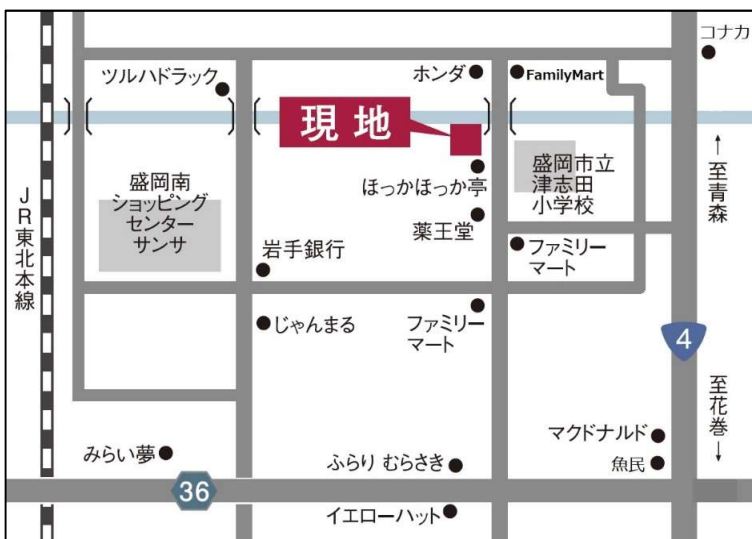 コナカ
ツルハドラック
ホンダ
FamilyMart
現地
盛岡南
ショッピング
センター
サンサ
ほっかほっか亭
盛岡市立
津志田
小学校
←至青森
JR東北本線
薬王堂
岩手銀行
ファミリー
マート
じゃんまる
ファミリー
マート
4
至花巻→
マクドナルド
みらい夢
ふらり むらさき
魚民
36
イエローハット